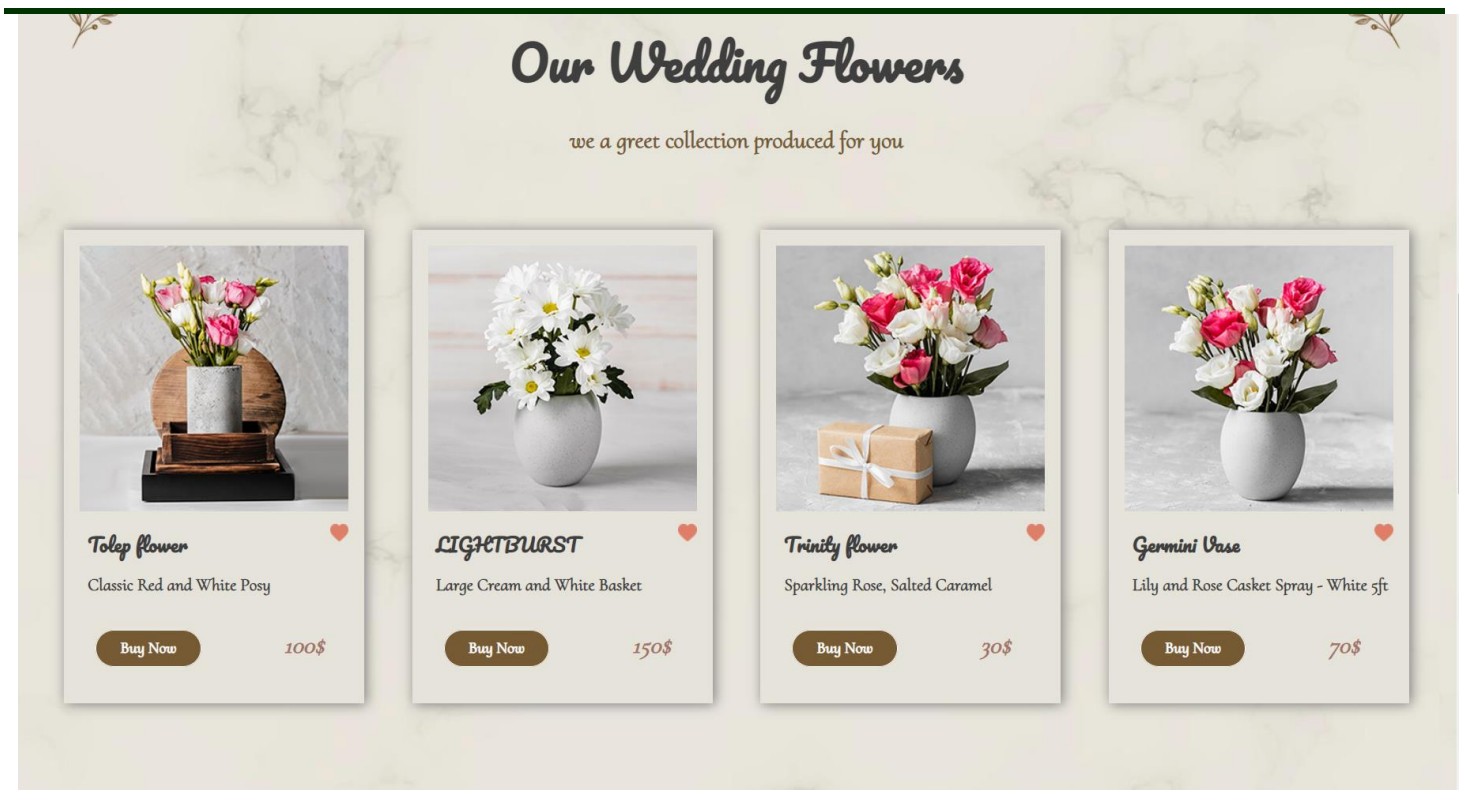 Our Wedding Flowers
we a greet collection produced for you
Tolep flower
Classic Red and White Posy
Buy Now
100$
LIGHTBURST
Large Cream and White Basket
Buy Now
150$
Trinity flower
Sparkling Rose, Salted Caramel
Buy Now
30$
Germini Vase
Lily and Rose Casket Spray - White 5ft
Buy Now
70$